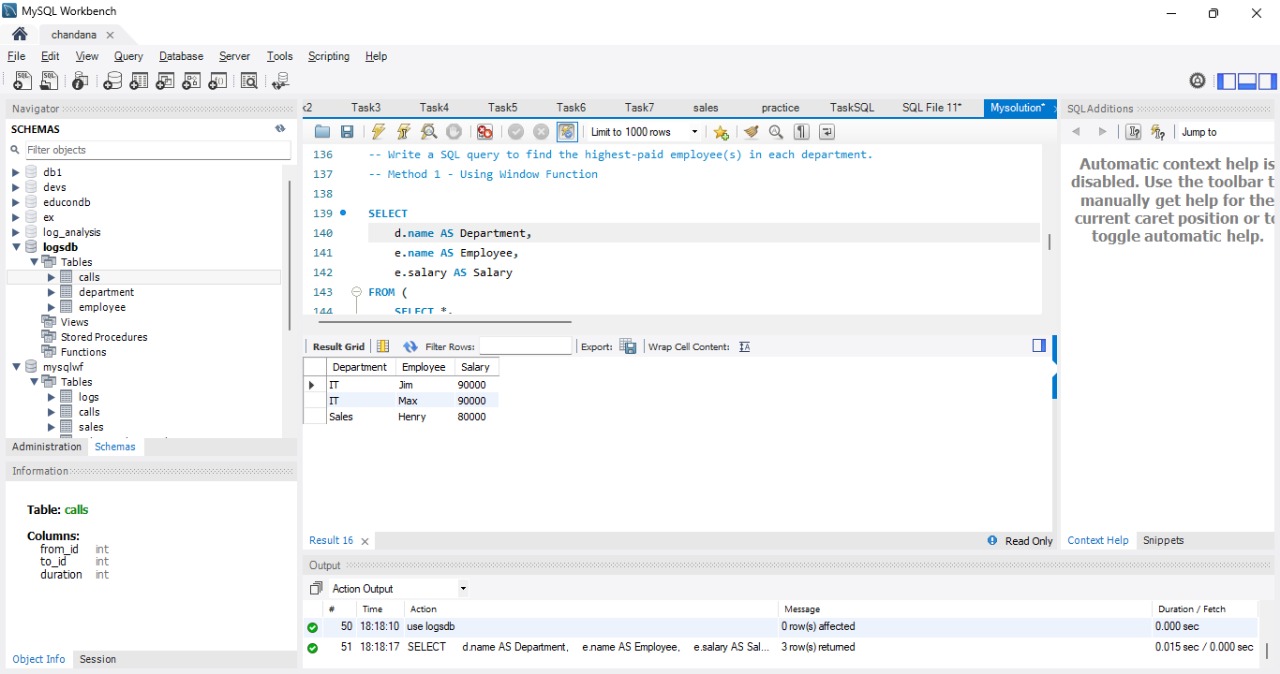 MySQL Workbench
chandana
File Edit View Query Database Server Tools Scripting Help
Navigator
SCHEMAS
Filter objects
db1
devs
educondb
ex
log_analysis
logsdb
Tables
calls
department
employee
Views
Stored Procedures
Functions
mysqlwf
Tables
logs
calls
sales
Administration Schemas
Information
Table: calls
Columns:
from_id int
to_id int
duration int
Object Info Session
k2 Task3 Task4 Task5 Task6 Task7 sales practice TaskSQL SQL File 11* Mysolution*
Limit to 1000 rows
136 -- Write a SQL query to find the highest-paid employee(s) in each department.
137 -- Method 1 - Using Window Function
138
139 SELECT
140 d.name AS Department,
141 e.name AS Employee,
142 e.salary AS Salary
143 FROM (
144 SELECT *,
Result Grid Filter Rows: Export: Wrap Cell Content:
Department Employee Salary
IT Jim 90000
IT Max 90000
Sales Henry 80000
Result 16 Read Only
SQLAdditions
Jump to
Automatic context help is
disabled. Use the toolbar t
manually get help for the
current caret position or to
toggle automatic help.
Context Help Snippets
Output
Action Output
# Time Action Message Duration / Fetch
50 18:18:10 use logsdb 0 row(s) affected 0.000 sec
51 18:18:17 SELECT d.name AS Department, e.name AS Employee, e.salary AS Sal... 3 row(s) returned 0.015 sec / 0.000 sec